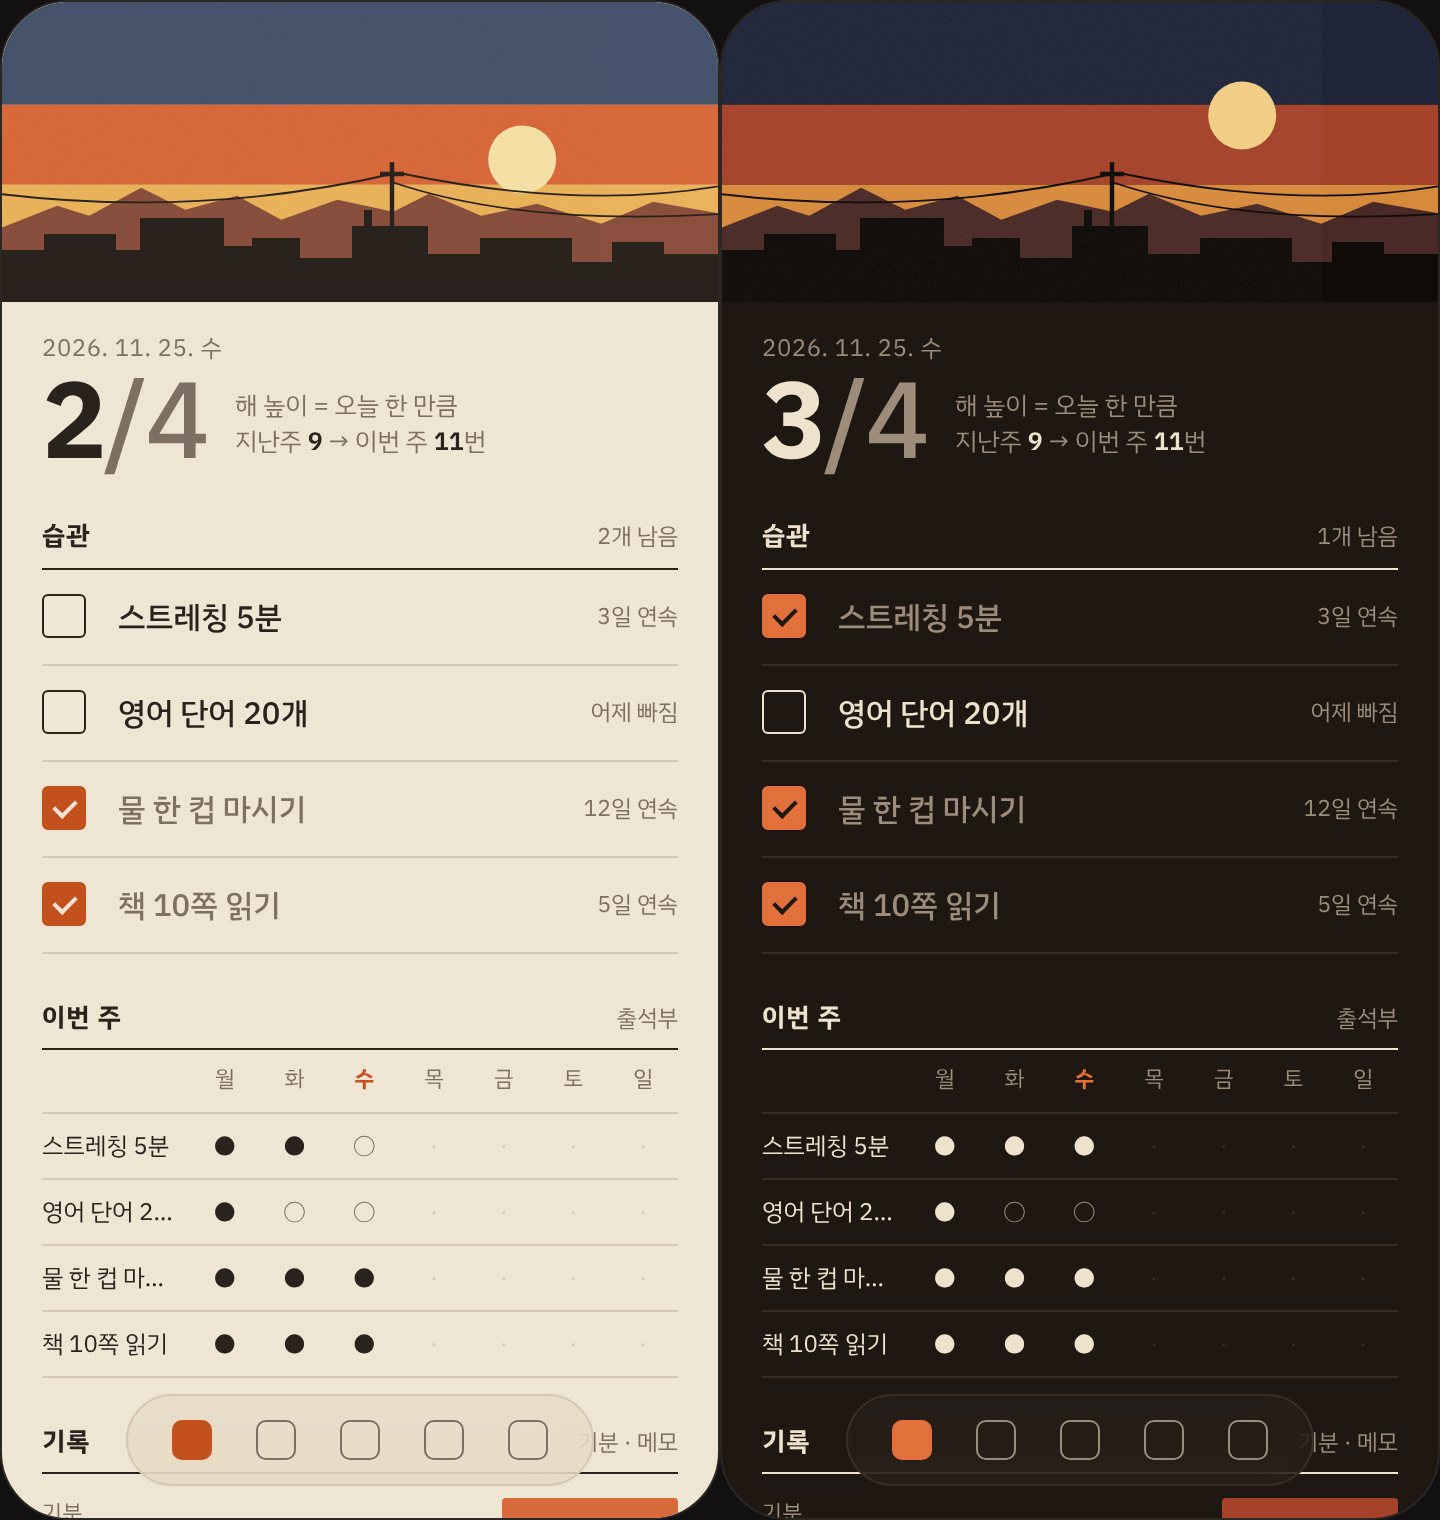 2026. 11. 25. 수
2/4
해 높이 = 오늘 한 만큼
지난주 9 → 이번 주 11번
습관 2개 남음
스트레칭 5분 3일 연속
영어 단어 20개 어제 빠짐
물 한 컵 마시기 12일 연속
책 10쪽 읽기 5일 연속
이번 주 출석부
월 화 수 목 금 토 일
스트레칭 5분
영어 단어 2...
물 한 컵 마...
책 10쪽 읽기
기록 기분 · 메모
기분
2026. 11. 25. 수
3/4
해 높이 = 오늘 한 만큼
지난주 9 → 이번 주 11번
습관 1개 남음
스트레칭 5분 3일 연속
영어 단어 20개 어제 빠짐
물 한 컵 마시기 12일 연속
책 10쪽 읽기 5일 연속
이번 주 출석부
월 화 수 목 금 토 일
스트레칭 5분
영어 단어 2...
물 한 컵 마...
책 10쪽 읽기
기록 기분 · 메모
기분